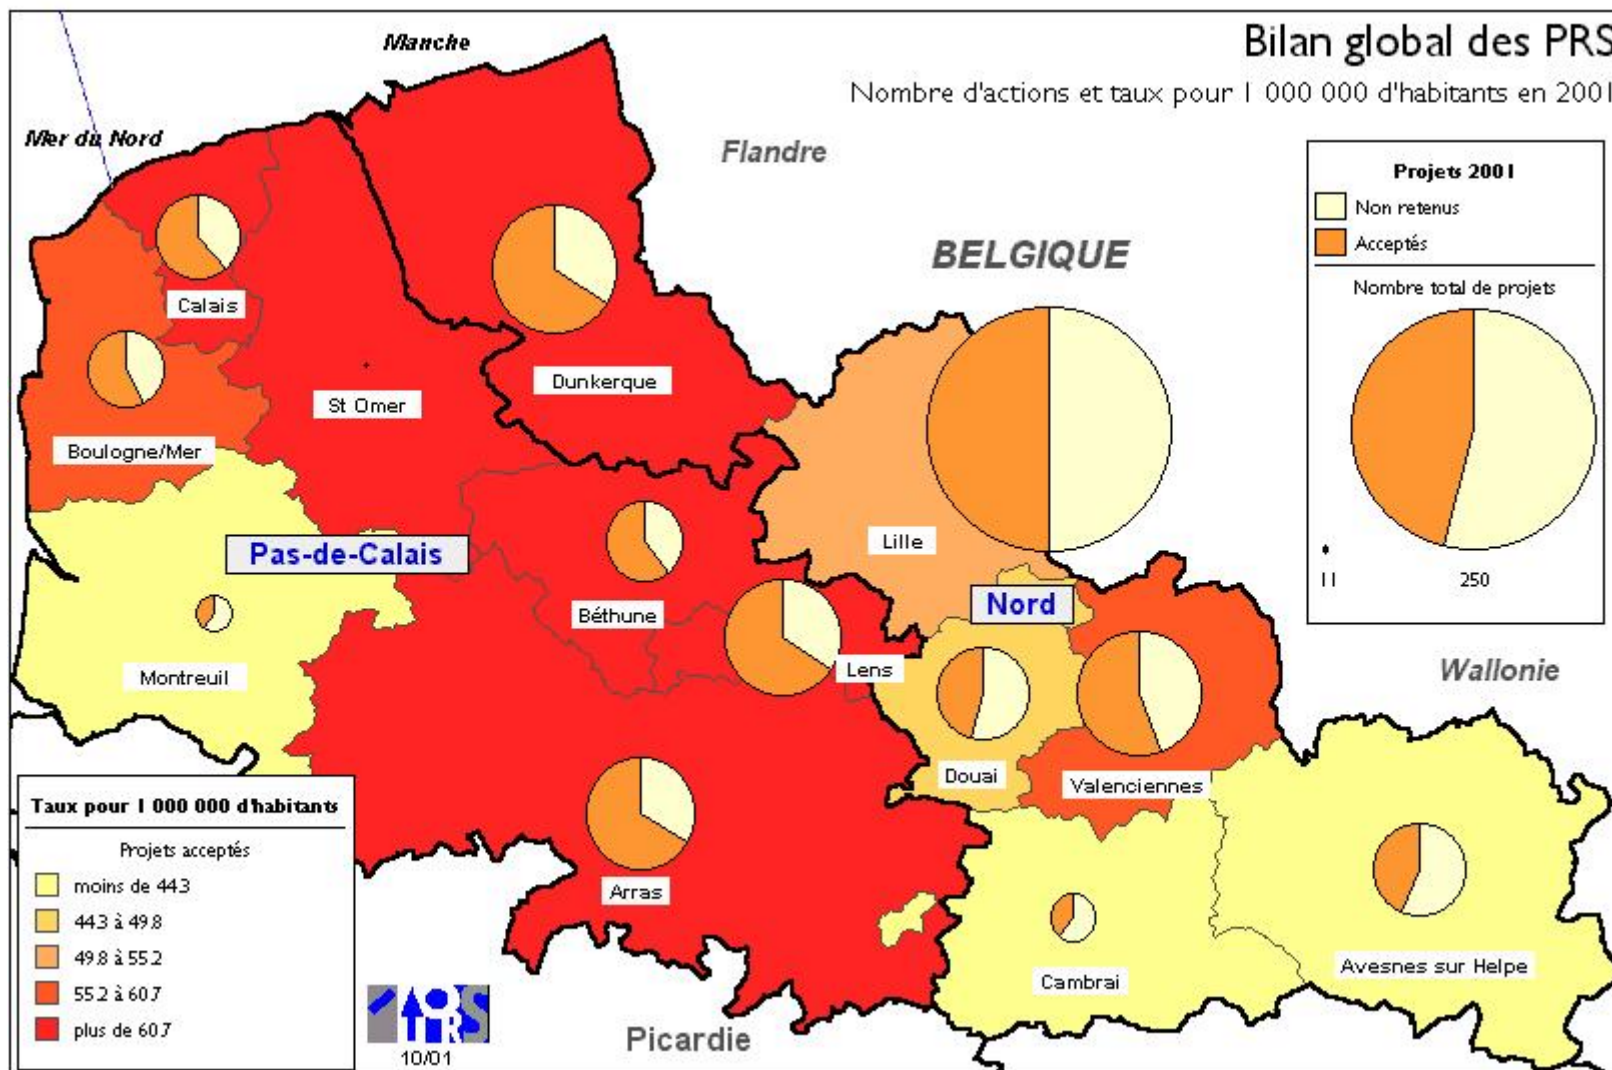 Bilan global des PRS
Nombre d'actions et taux pour 1 000 000 d'habitants en 2001
Manche
Mer du Nord
Flandre
BELGIQUE
Projets 2001
Non retenus
Acceptés
Nombre total de projets
11
250
Calais
Dunkerque
St Omer
Boulogne/Mer
Lille
Pas-de-Calais
Nord
Béthune
Lens
Montreuil
Wallonie
Douai
Valenciennes
Arras
Cambrai
Avesnes sur Helpe
Taux pour 1 000 000 d'habitants
Projets acceptés
moins de 44.3
44.3 à 49.8
49.8 à 55.2
55.2 à 60.7
plus de 60.7
10/01
Picardie